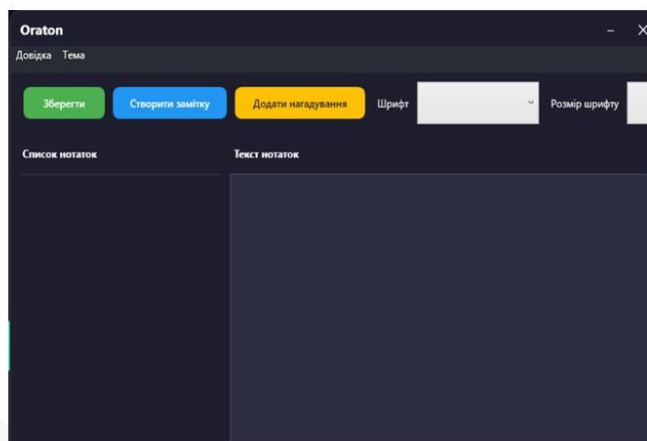 Oraton
Довідка Тема
Зберегти Створити замітку Додати нагадування Шрифт Розмір шрифту
Список нотаток Текст нотаток